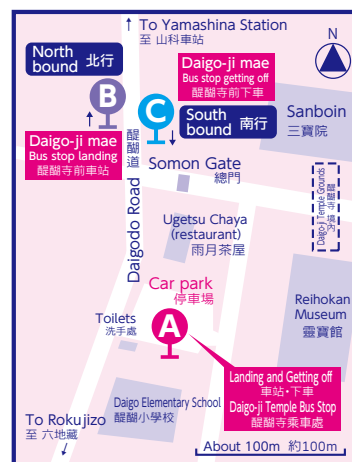 To Yamashina Station
至 山科車站
N
North
bound 北行
B
Daigo-ji mae
Bus stop landing
醍醐寺前車站
Daigo-ji mae
Bus stop getting off
醍醐寺前下車
C
South
bound 南行
醍醐道
Daigodo Road
Sanboin
三寶院
Somon Gate
總門
Daigo-ji Temple Grounds
醍醐寺 境內
Ugetsu Chaya
(restaurant)
雨月茶屋
Car park
停車場
Reihokan
Museum
靈寶館
Toilets
洗手處
A
Landing and Getting off
車站・下車
Daigo-ji Temple Bus Stop
醍醐寺乘車處
Daigo Elementary School
醍醐小學校
To Rokujizo
至 六地藏
About 100m 約100m